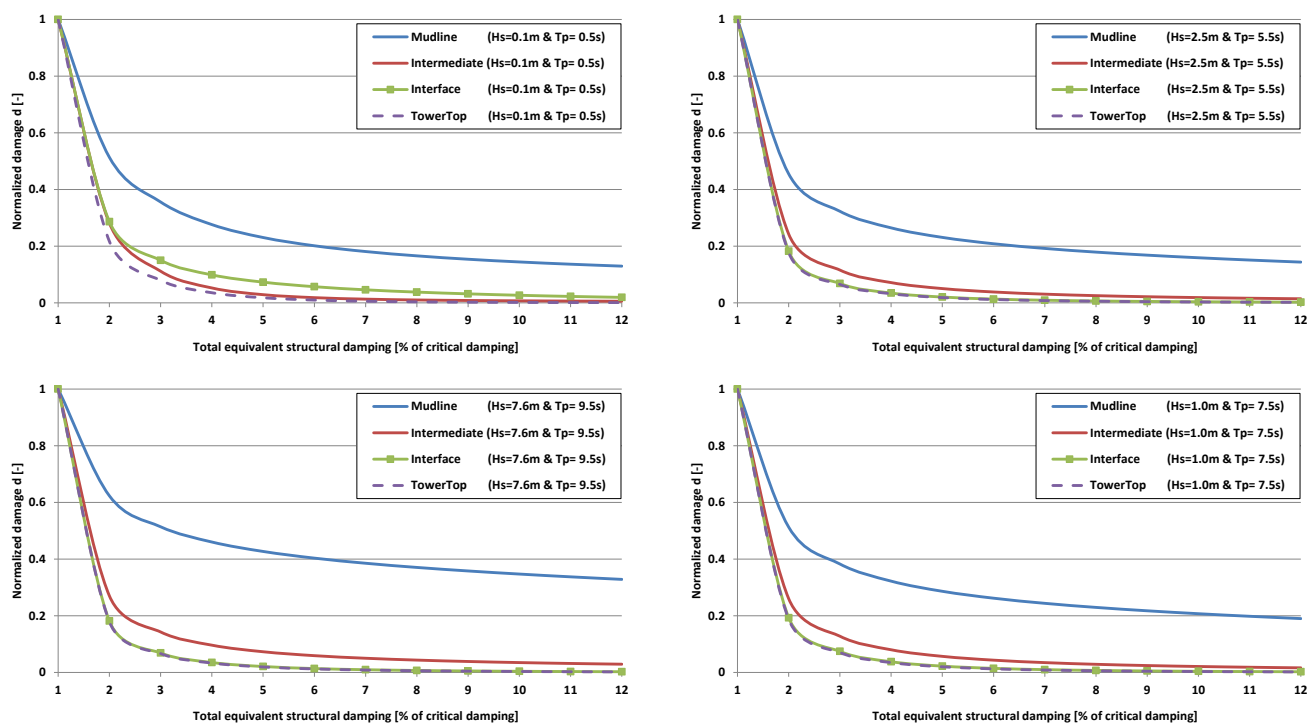 1
0.8
0.6
0.4
0.2
0
Normalized damage d [-]
Mudline (Hs=0.1m & Tp= 0.5s)
Intermediate (Hs=0.1m & Tp= 0.5s)
Interface (Hs=0.1m & Tp= 0.5s)
TowerTop (Hs=0.1m & Tp= 0.5s)
1 2 3 4 5 6 7 8 9 10 11 12
Total equivalent structural damping [% of critical damping]
1
0.8
0.6
0.4
0.2
0
Normalized damage d [-]
Mudline (Hs=2.5m & Tp= 5.5s)
Intermediate (Hs=2.5m & Tp= 5.5s)
Interface (Hs=2.5m & Tp= 5.5s)
TowerTop (Hs=2.5m & Tp= 5.5s)
1 2 3 4 5 6 7 8 9 10 11 12
Total equivalent structural damping [% of critical damping]
1
0.8
0.6
0.4
0.2
0
Normalized damage d [-]
Mudline (Hs=7.6m & Tp= 9.5s)
Intermediate (Hs=7.6m & Tp= 9.5s)
Interface (Hs=7.6m & Tp= 9.5s)
TowerTop (Hs=7.6m & Tp= 9.5s)
1 2 3 4 5 6 7 8 9 10 11 12
Total equivalent structural damping [% of critical damping]
1
0.8
0.6
0.4
0.2
0
Normalized damage d [-]
Mudline (Hs=1.0m & Tp= 7.5s)
Intermediate (Hs=1.0m & Tp= 7.5s)
Interface (Hs=1.0m & Tp= 7.5s)
TowerTop (Hs=1.0m & Tp= 7.5s)
1 2 3 4 5 6 7 8 9 10 11 12
Total equivalent structural damping [% of critical damping]